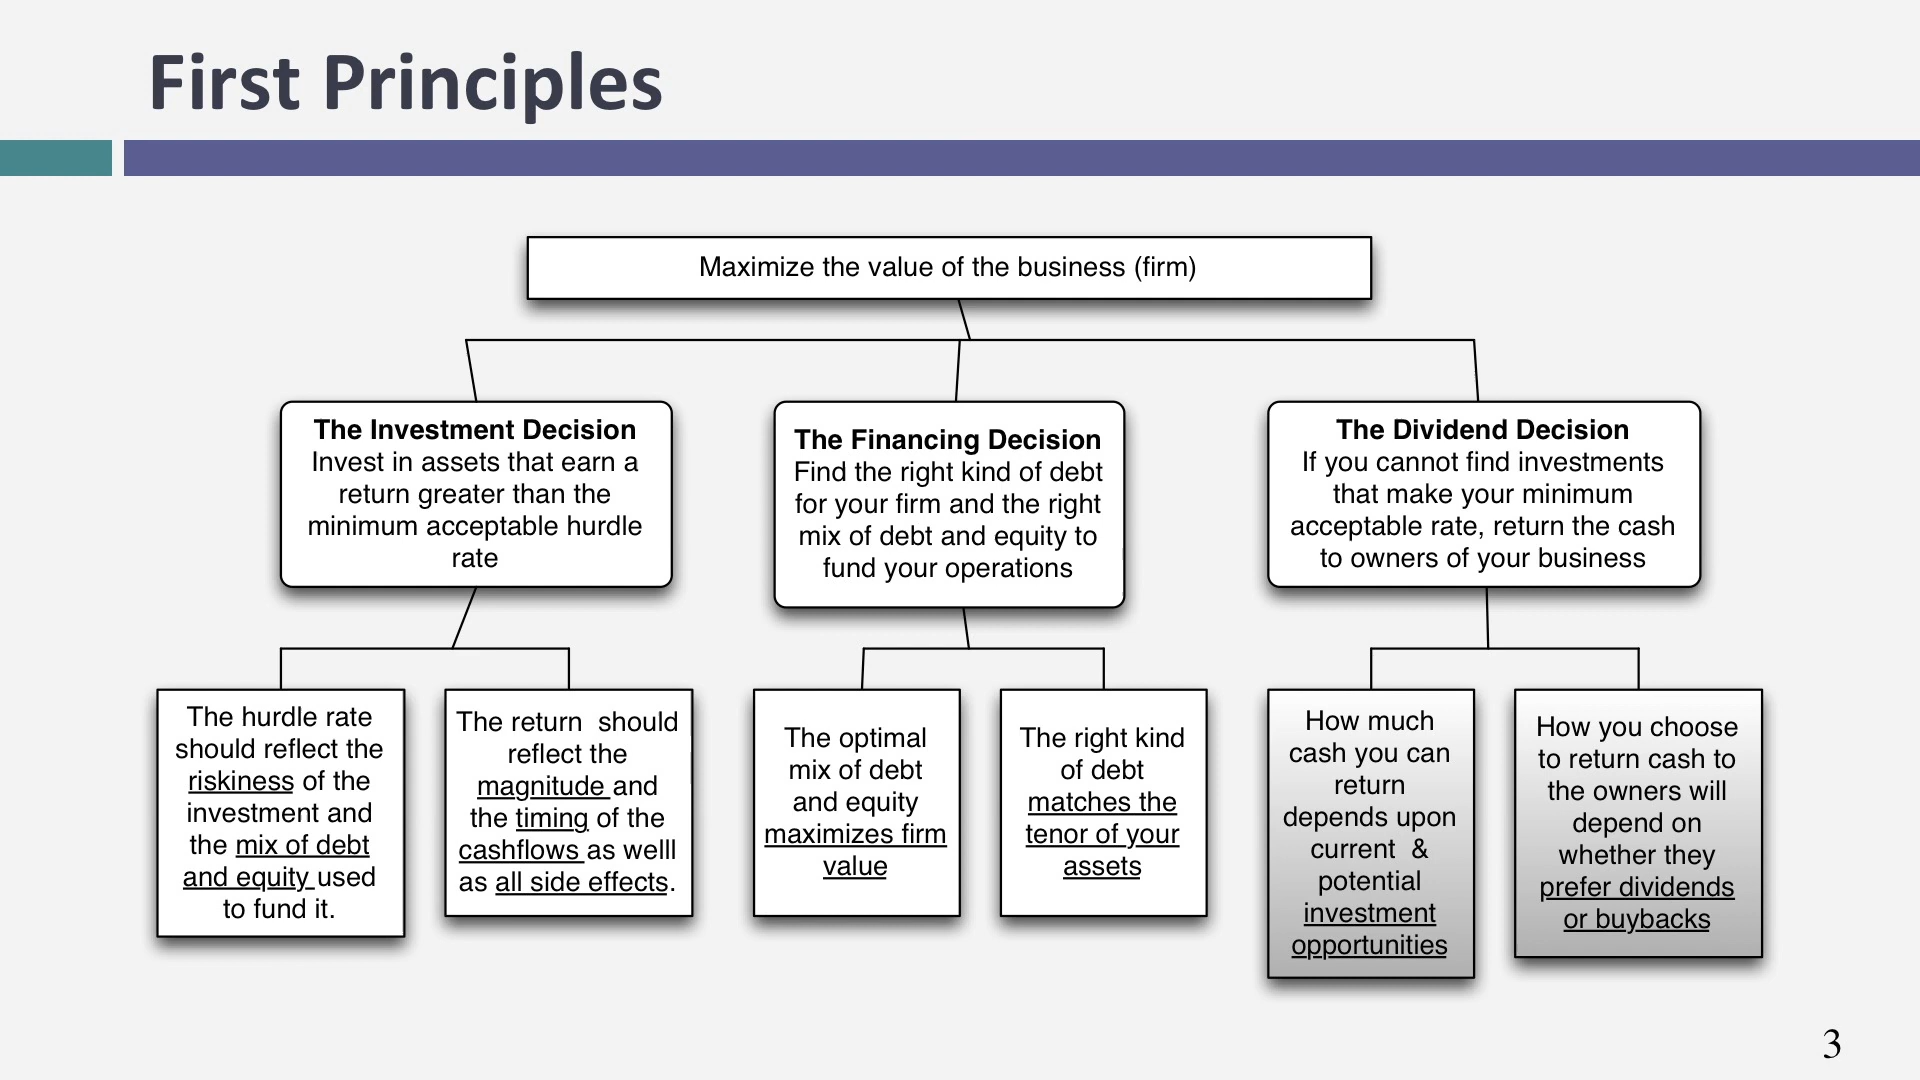 First Principles
Maximize the value of the business (firm)
The Investment Decision
Invest in assets that earn a
return greater than the
minimum acceptable hurdle
rate
The Financing Decision
Find the right kind of debt
for your firm and the right
mix of debt and equity to
fund your operations
The Dividend Decision
If you cannot find investments
that make your minimum
acceptable rate, return the cash
to owners of your business
The hurdle rate
should reflect the
riskiness of the
investment and
the mix of debt
and equity used
to fund it.
The return  should
reflect the
magnitude and
the timing of the
cashflows as welll
as all side effects.
The optimal
mix of debt
and equity
maximizes firm
value
The right kind
of debt
matches the
tenor of your
assets
How much
cash you can
return
depends upon
current  &
potential
investment
opportunities
How you choose
to return cash to
the owners will
depend on
whether they
prefer dividends
or buybacks
3